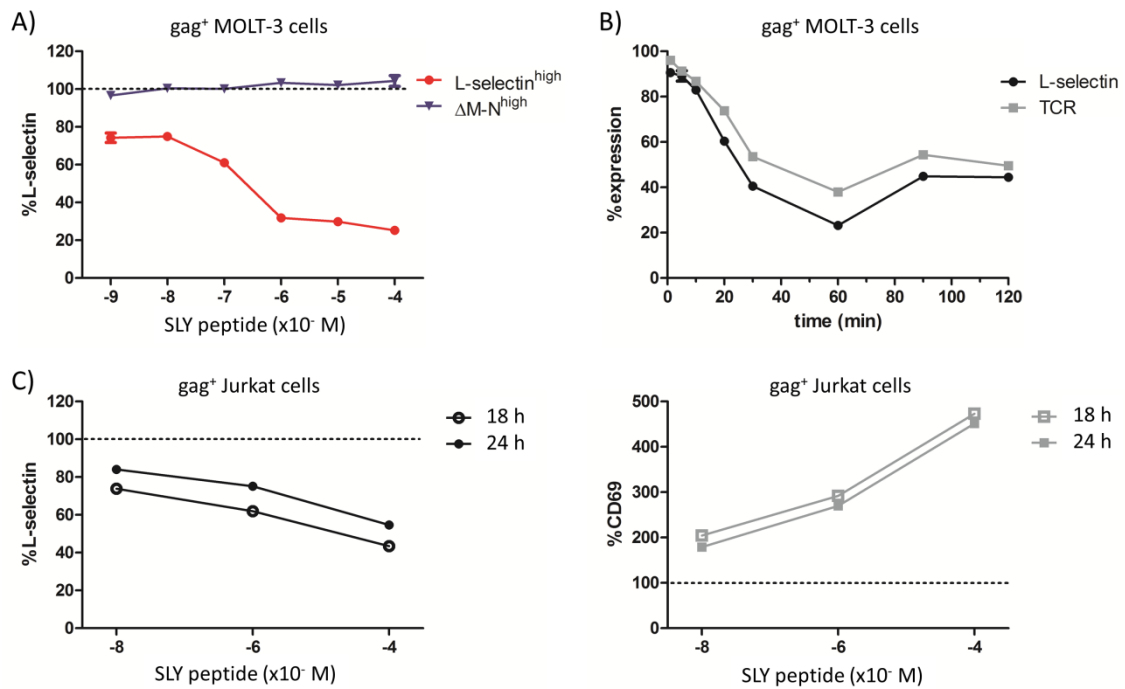 A)
gag⁺ MOLT-3 cells
120
100
80
60
40
20
0
%L-selectin
-9 -8 -7 -6 -5 -4
SLY peptide (x10⁻ M)
L-selectinʰⁱᵍʰ
ΔM-Nʰⁱᵍʰ
B)
gag⁺ MOLT-3 cells
100
80
60
40
20
0
%expression
0 20 40 60 80 100 120
time (min)
L-selectin
TCR
C)
gag⁺ Jurkat cells
120
100
80
60
40
20
0
%L-selectin
-8 -6 -4
SLY peptide (x10⁻ M)
18 h
24 h
gag⁺ Jurkat cells
500
400
300
200
100
0
%CD69
-8 -6 -4
SLY peptide (x10⁻ M)
18 h
24 h